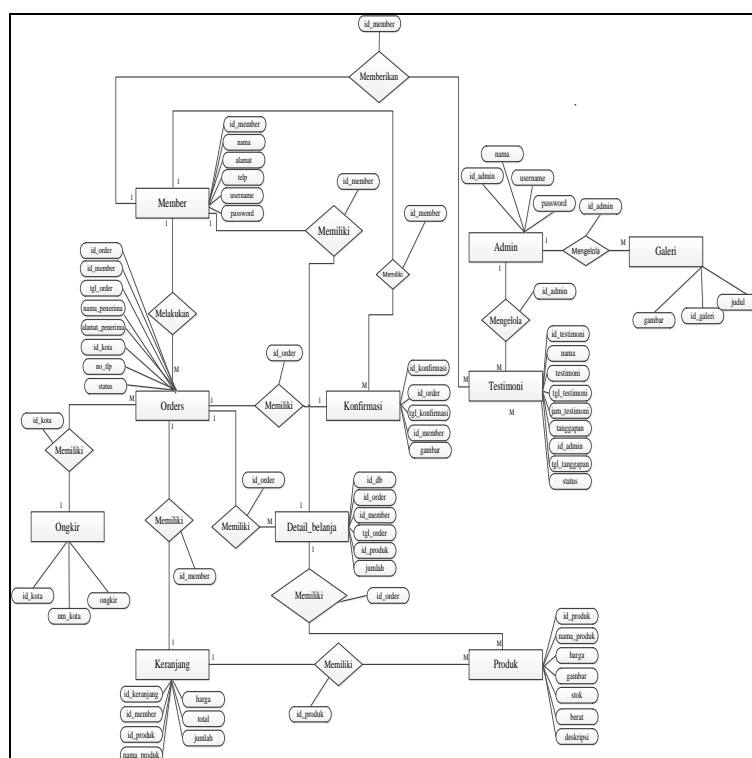 id_member
Memberikan
id_member
nama
alamat
telp
username
password
Member
1
1
1
1
1
id_member
Memiliki
id_member
Memiliki
nama
id_admin
username
password
id_admin
Admin
1
Mengelola
M
Galeri
gambar
id_galeri
judul
1
id_admin
Mengelola
M
M
Testimoni
M
id_testimoni
nama
testimoni
tgl_testimoni
jam_testimoni
tanggapan
id_admin
tgl_tanggapan
status
id_order
id_member
tgl_order
nama_penerima
alamat_penerima
id_kota
no_tlp
status
Melakukan
M
M
Orders
1
1
1
id_order
Memiliki
1
M
Konfirmasi
id_konfirmasi
id_order
tgl_konfirmasi
id_member
gambar
id_kota
Memiliki
1
Ongkir
id_kota
nm_kota
ongkir
Memiliki
id_member
1
id_order
Memiliki
M
1
Detail_belanja
id_db
id_order
id_member
tgl_order
id_produk
jumlah
1
Memiliki
id_order
M
Keranjang
1
Memiliki
id_produk
M
Produk
id_produk
nama_produk
harga
gambar
stok
berat
deskripsi
id_keranjang
id_member
id_produk
nama_produk
harga
total
jumlah